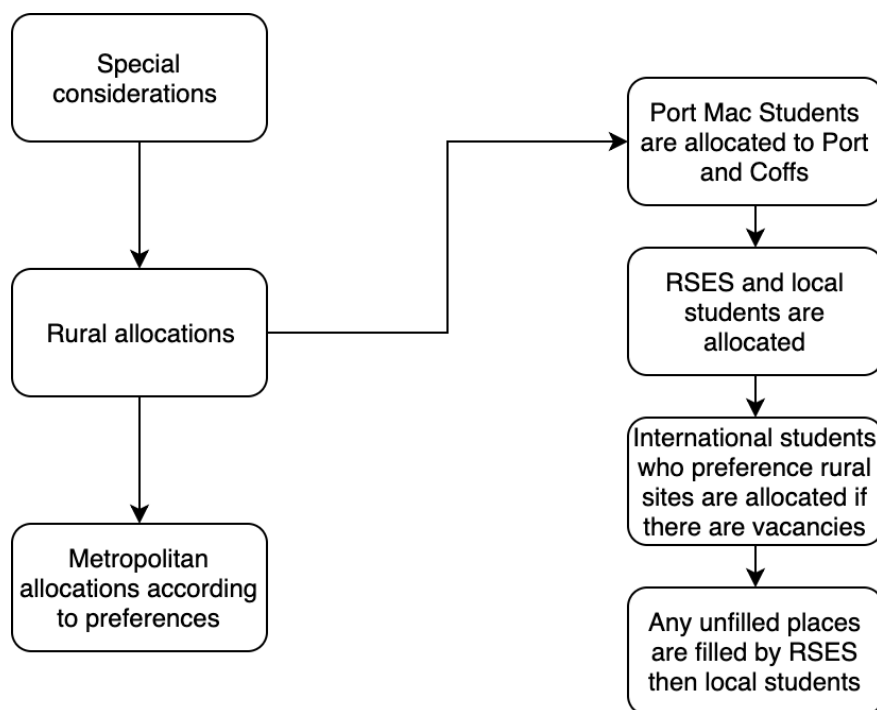 Special
considerations
Rural allocations
Metropolitan
allocations according
to preferences
Port Mac Students
are allocated to Port
and Coffs
RSES and local
students are
allocated
International students
who preference rural
sites are allocated if
there are vacancies
Any unfilled places
are filled by RSES
then local students